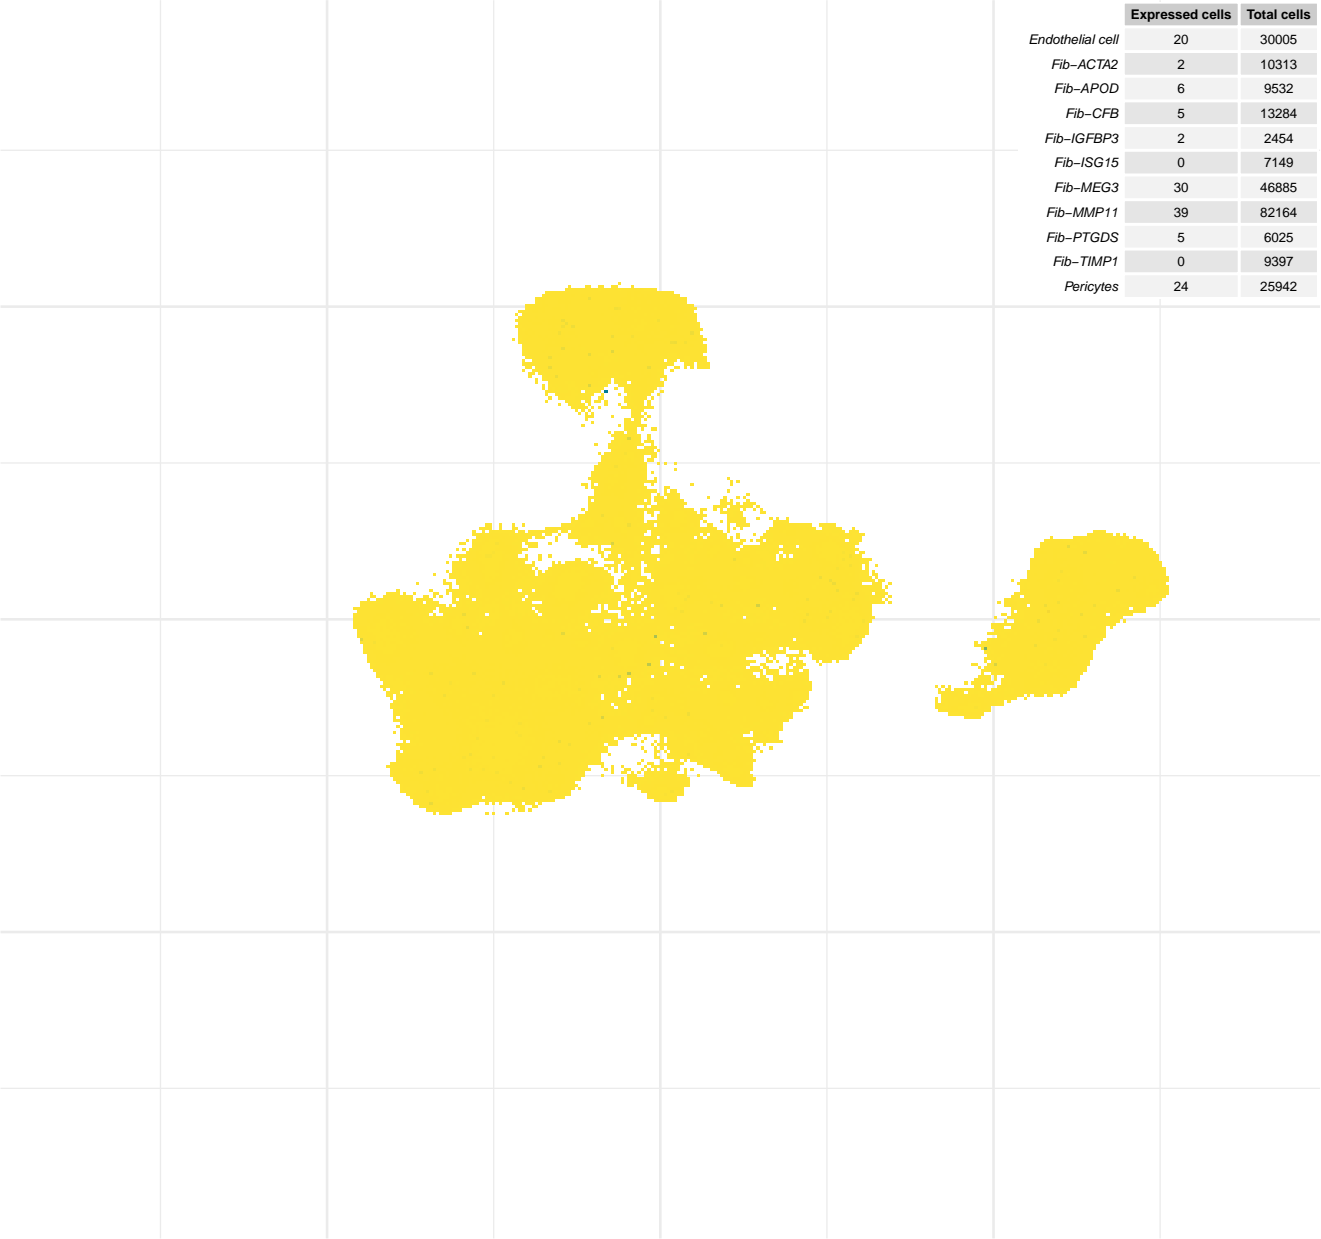 Expressed cells Total cells
Endothelial cell 20 30005
Fib−ACTA2 2 10313
Fib−APOD 6 9532
Fib−CFB 5 13284
Fib−IGFBP3 2 2454
Fib−ISG15 0 7149
Fib−MEG3 30 46885
Fib−MMP11 39 82164
Fib−PTGDS 5 6025
Fib−TIMP1 0 9397
Pericytes 24 25942